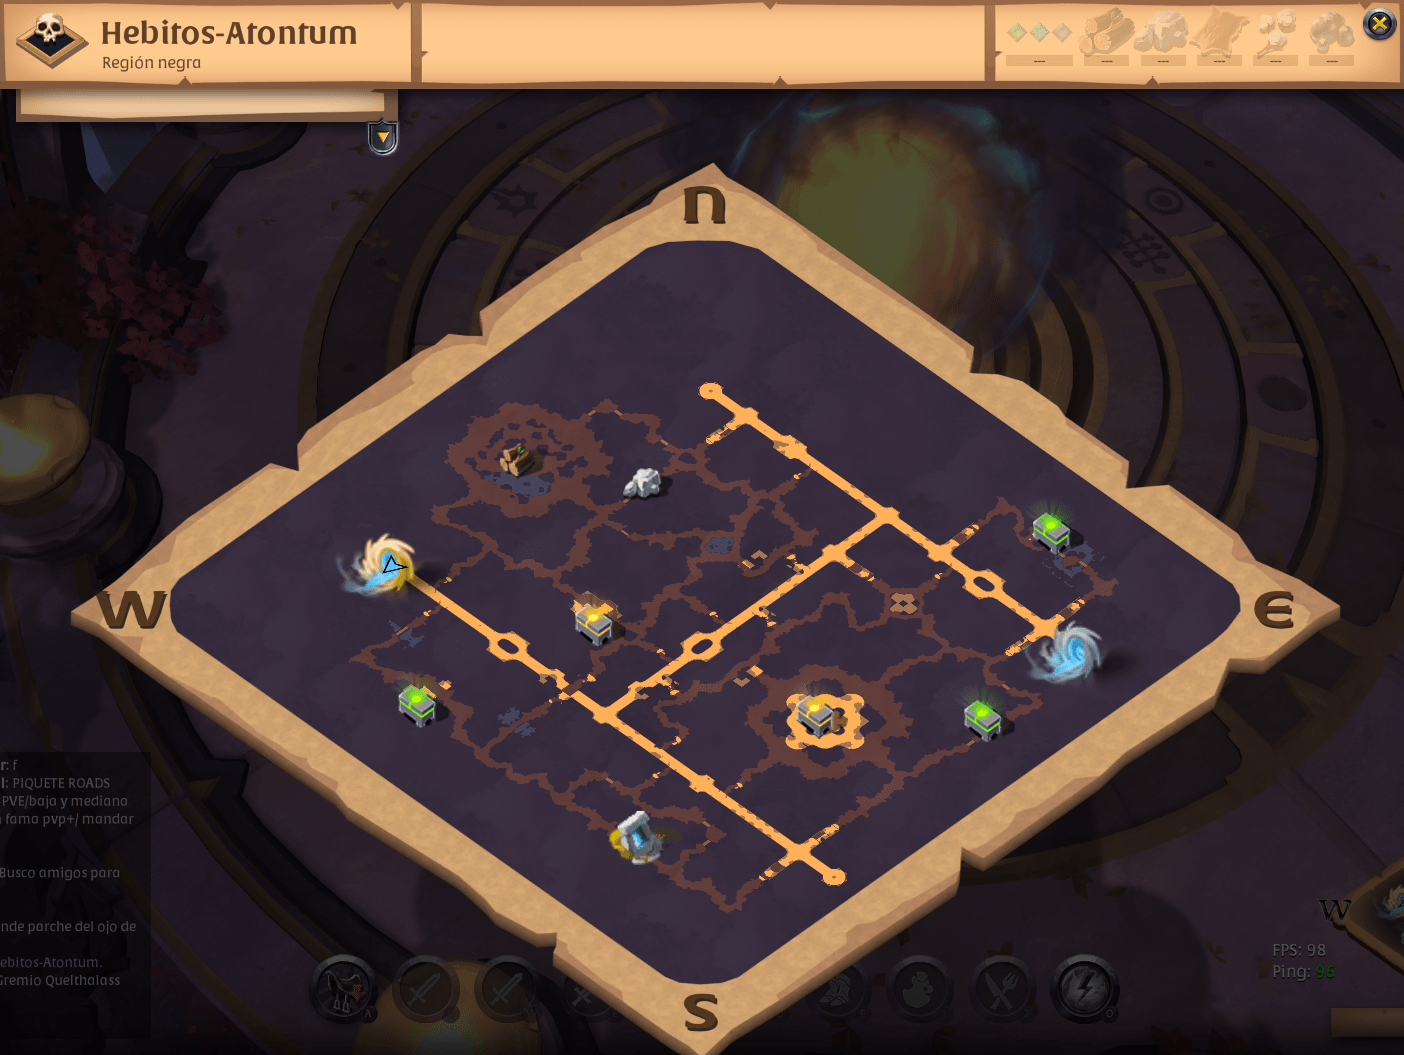 Hebitos-Atontum
Región negra
---
---
---
---
---
---
N
W
E
S
r: f
l: PIQUETE ROADS
PVE/baja y mediana
fama pvp+/ mandar
Busco amigos para
nde parche del ojo de
ebitos-Atontum.
Gremio Quelthalass
W
FPS: 98
Ping: 96
A